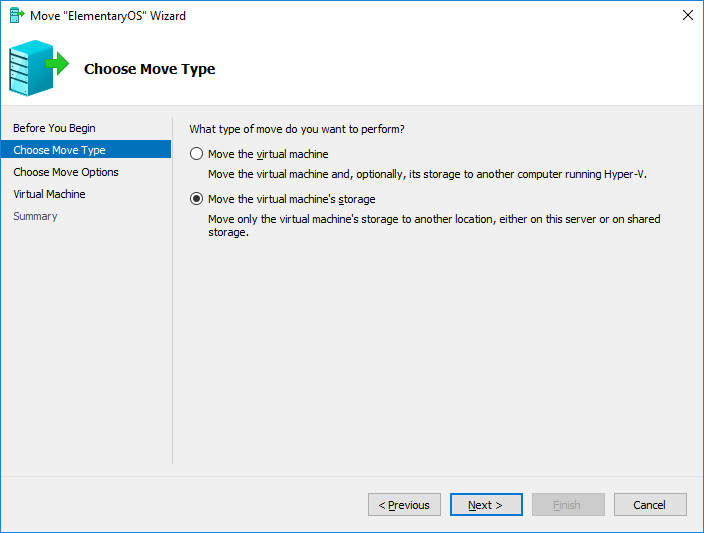 Move "ElementaryOS" Wizard
Choose Move Type
Before You Begin
Choose Move Type
Choose Move Options
Virtual Machine
Summary
What type of move do you want to perform?
Move the virtual machine
Move the virtual machine and, optionally, its storage to another computer running Hyper-V.
Move the virtual machine's storage
Move only the virtual machine's storage to another location, either on this server or on shared
storage.
< Previous
Next >
Finish
Cancel